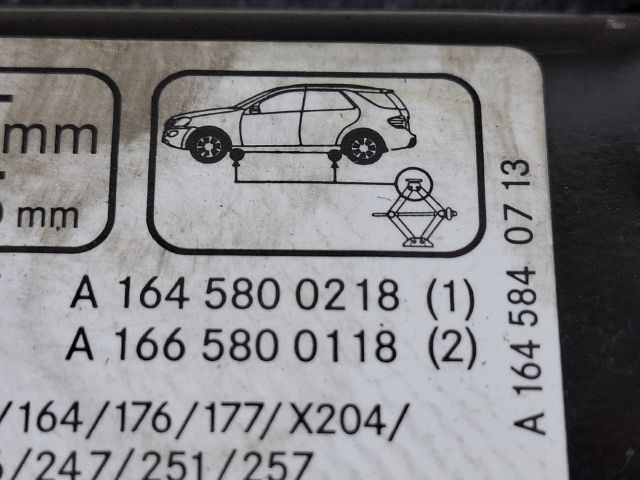 mm
mm
A 164 580 0218 (1)
A 166 580 0118 (2)
/164/176/177/X204/
/247/251/257
A 164 584 07 13